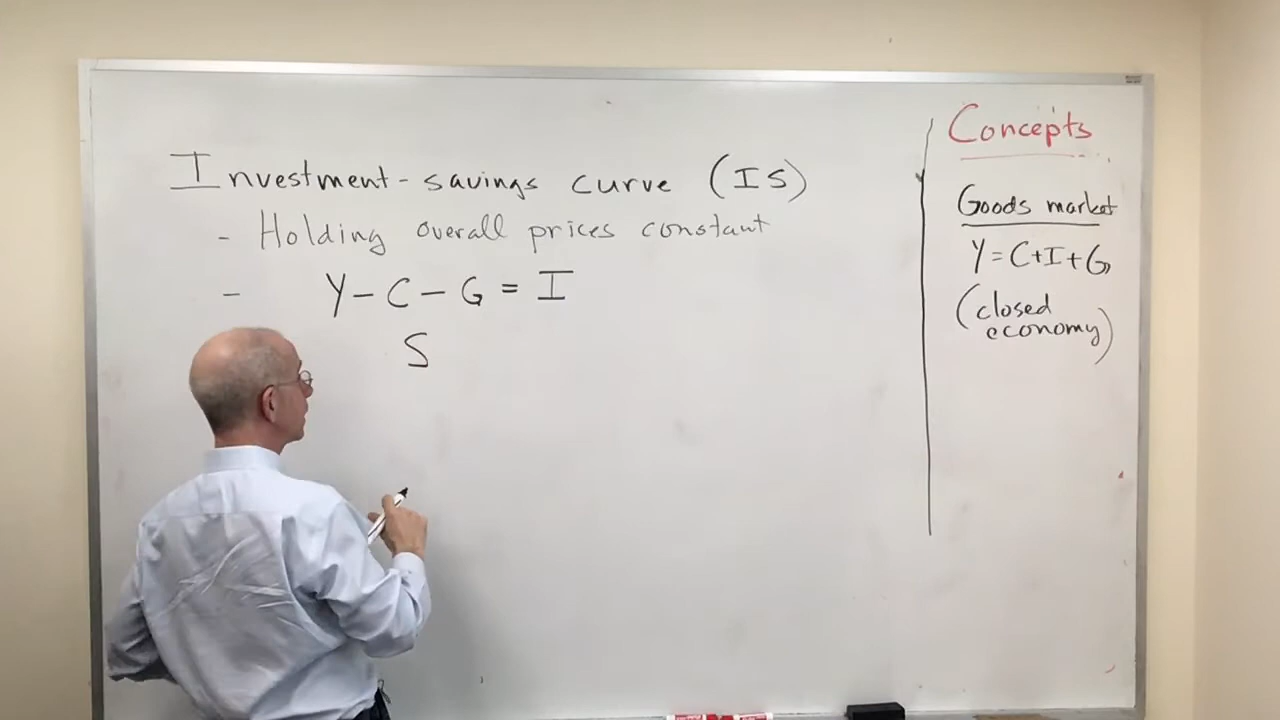 Investment-savings curve (IS)
- Holding overall prices constant
- Y-C-G=I
S
Concepts
Goods market
Y=C+I+G
(closed
economy)